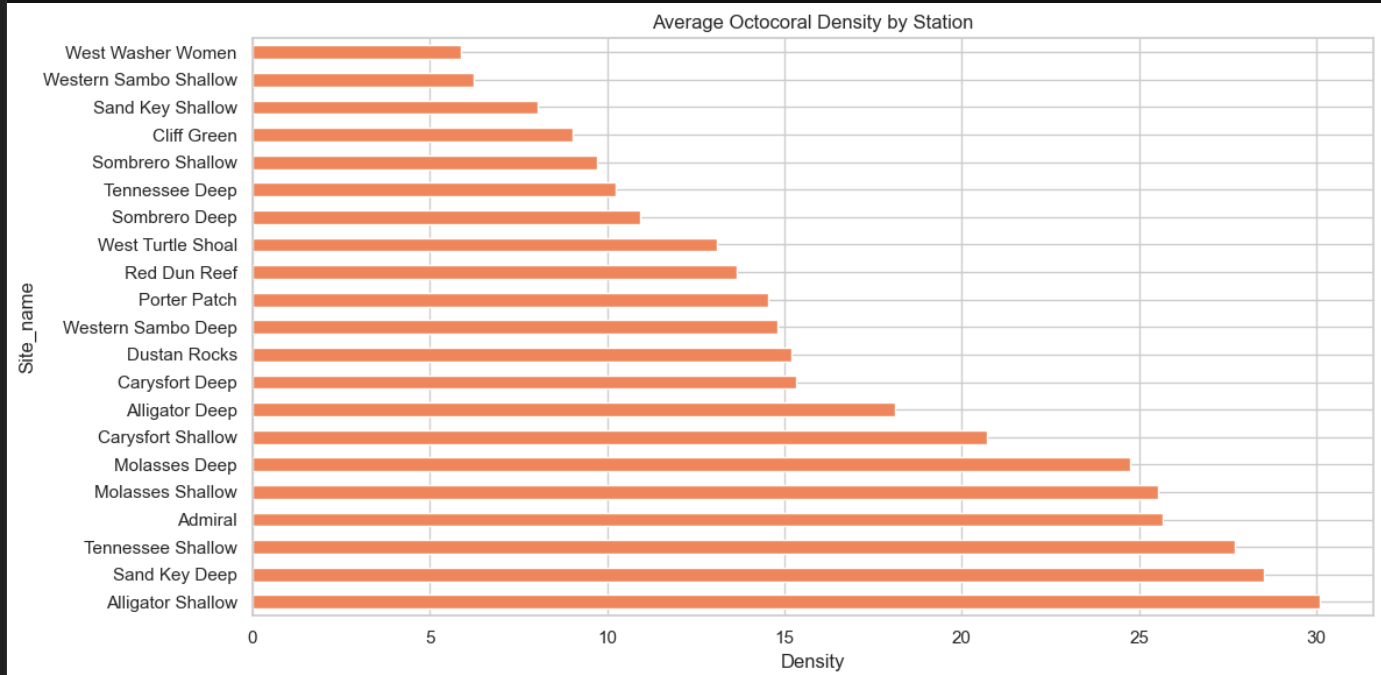 Average Octocoral Density by Station
West Washer Women
Western Sambo Shallow
Sand Key Shallow
Cliff Green
Sombrero Shallow
Tennessee Deep
Sombrero Deep
West Turtle Shoal
Red Dun Reef
Porter Patch
Western Sambo Deep
Dustan Rocks
Carysfort Deep
Alligator Deep
Carysfort Shallow
Molasses Deep
Molasses Shallow
Admiral
Tennessee Shallow
Sand Key Deep
Alligator Shallow
Site_name
0 5 10 15 20 25 30
Density